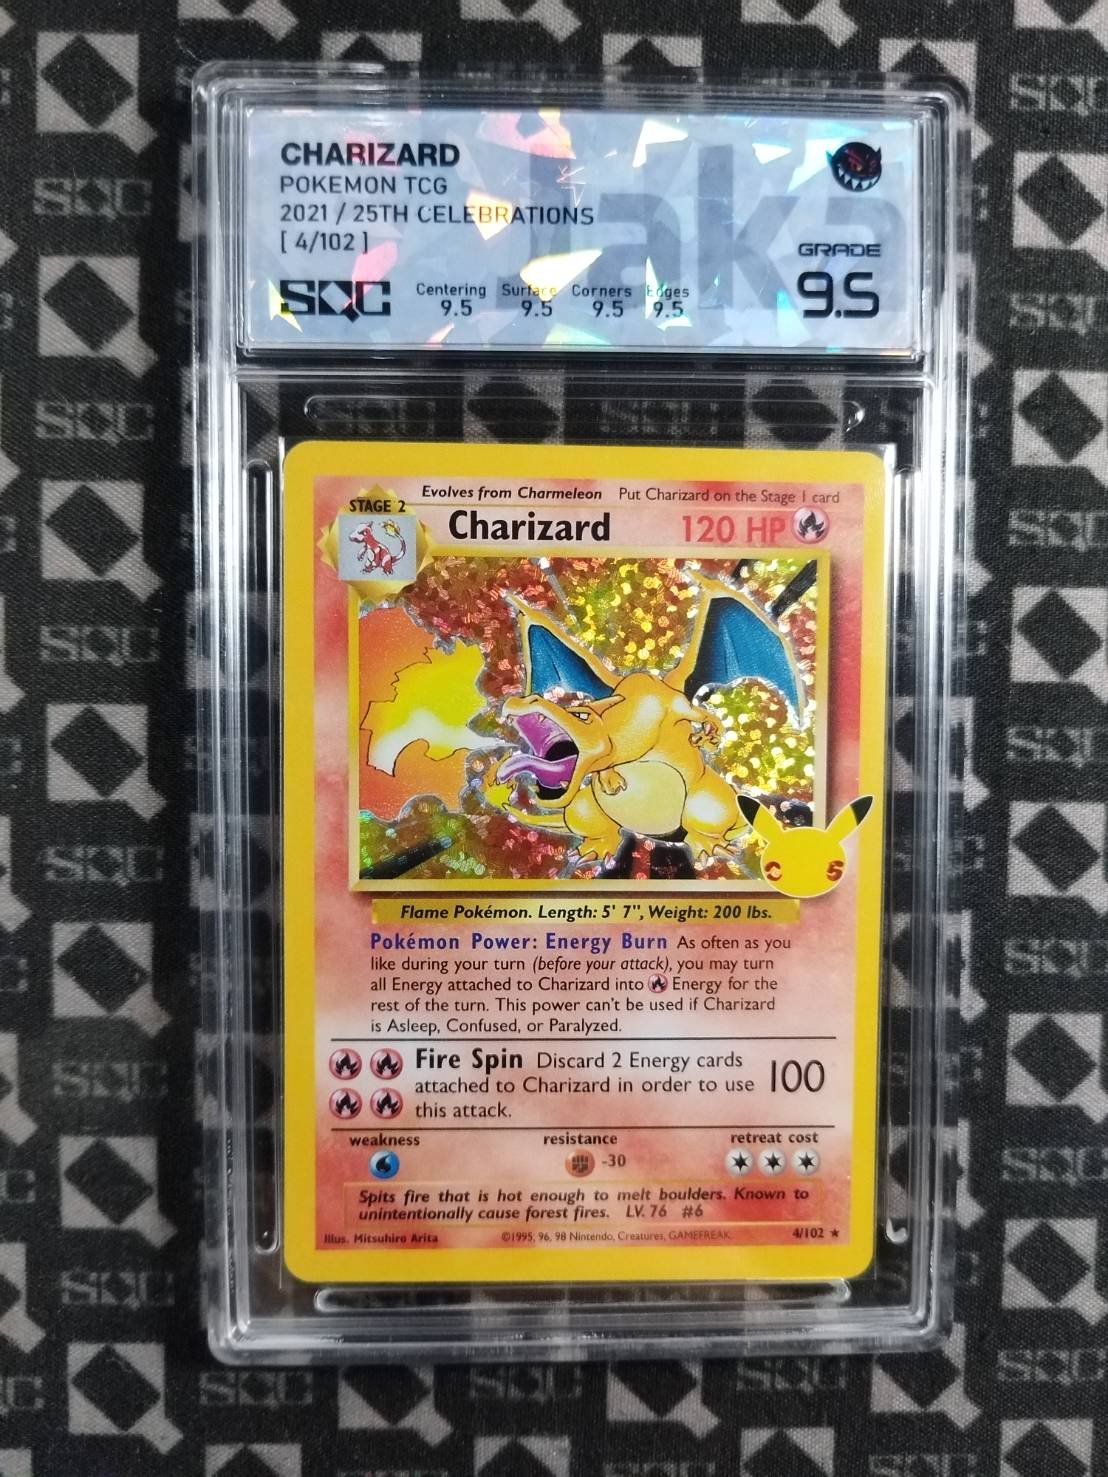 CHARIZARD
POKEMON TCG
2021 / 25TH CELEBRATIONS
[ 4/102 ]
GRADE
9.5
SQC
Centering Surface Corners Edges
9.5 9.5 9.5 9.5
STAGE 2
Evolves from Charmeleon Put Charizard on the Stage 1 card
Charizard 120 HP
5
Flame Pokémon. Length: 5' 7", Weight: 200 lbs.
Pokémon Power: Energy Burn As often as you
like during your turn (before your attack), you may turn
all Energy attached to Charizard into Energy for the
rest of the turn. This power can't be used if Charizard
is Asleep, Confused, or Paralyzed.
Fire Spin Discard 2 Energy cards
attached to Charizard in order to use
this attack.
100
weakness resistance retreat cost
-30
Spits fire that is hot enough to melt boulders. Known to
unintentionally cause forest fires. LV. 76 #6
Illus. Mitsuhiro Arita ©1995, 96, 98 Nintendo, Creatures, GAMEFREAK. 4/102 ★